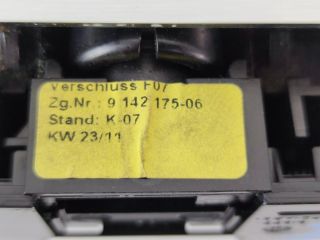 Verschluss F07
Zg.Nr.: 9 142 175-06
Stand: K-07
KW 23/11